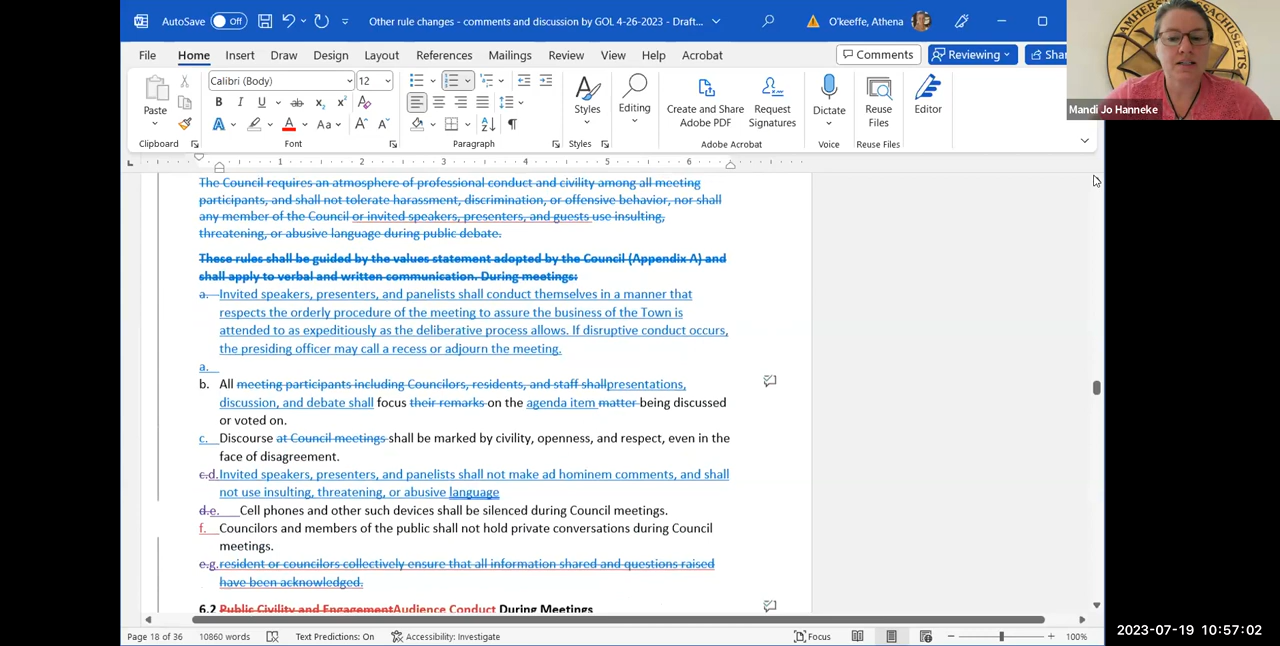 AutoSave Off Other rule changes - comments and discussion by GOL 4-26-2023 - Draft... O'keeffe, Athena
AMHERST MASSACHUSETTS
File Home Insert Draw Design Layout References Mailings Review View Help Acrobat Comments Reviewing Shar
Calibri (Body) 12
Paste Styles Editing Create and Share Adobe PDF Request Signatures Dictate Reuse Files Editor
Mandi Jo Hanneke
Clipboard Font Paragraph Styles Adobe Acrobat Voice Reuse Files
1 2 3 4 5 6
The Council requires an atmosphere of professional conduct and civility among all meeting
participants, and shall not tolerate harassment, discrimination, or offensive behavior, nor shall
any member of the Council or invited speakers, presenters, and guests use insulting,
threatening, or abusive language during public debate.
These rules shall be guided by the values statement adopted by the Council (Appendix A) and
shall apply to verbal and written communication. During meetings:
a. Invited speakers, presenters, and panelists shall conduct themselves in a manner that
respects the orderly procedure of the meeting to assure the business of the Town is
attended to as expeditiously as the deliberative process allows. If disruptive conduct occurs,
the presiding officer may call a recess or adjourn the meeting.
a.
b. All meeting participants including Councilors, residents, and staff shallpresentations,
discussion, and debate shall focus their remarks on the agenda item matter being discussed
or voted on.
c. Discourse at Council meetings shall be marked by civility, openness, and respect, even in the
face of disagreement.
c.d.Invited speakers, presenters, and panelists shall not make ad hominem comments, and shall
not use insulting, threatening, or abusive language
d.e. Cell phones and other such devices shall be silenced during Council meetings.
f. Councilors and members of the public shall not hold private conversations during Council
meetings.
e.g.resident or councilors collectively ensure that all information shared and questions raised
have been acknowledged.
6.2 Public Civility and EngagementAudience Conduct During Meetings
Page 18 of 36 10860 words Text Predictions: On Accessibility: Investigate Focus 100%
2023-07-19 10:57:02